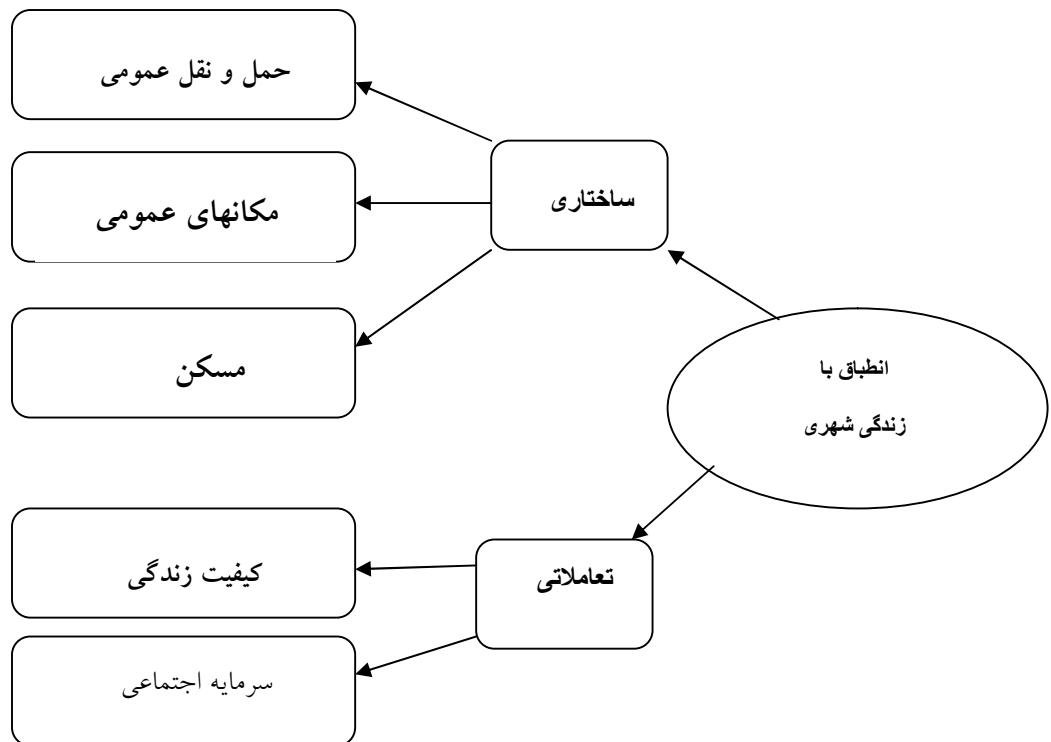 حمل و نقل عمومی
ساختاری
مکانهای عمومی
مسکن
انطباق با
زندگی شهری
کیفیت زندگی
تعاملاتی
سرمایه اجتماعی